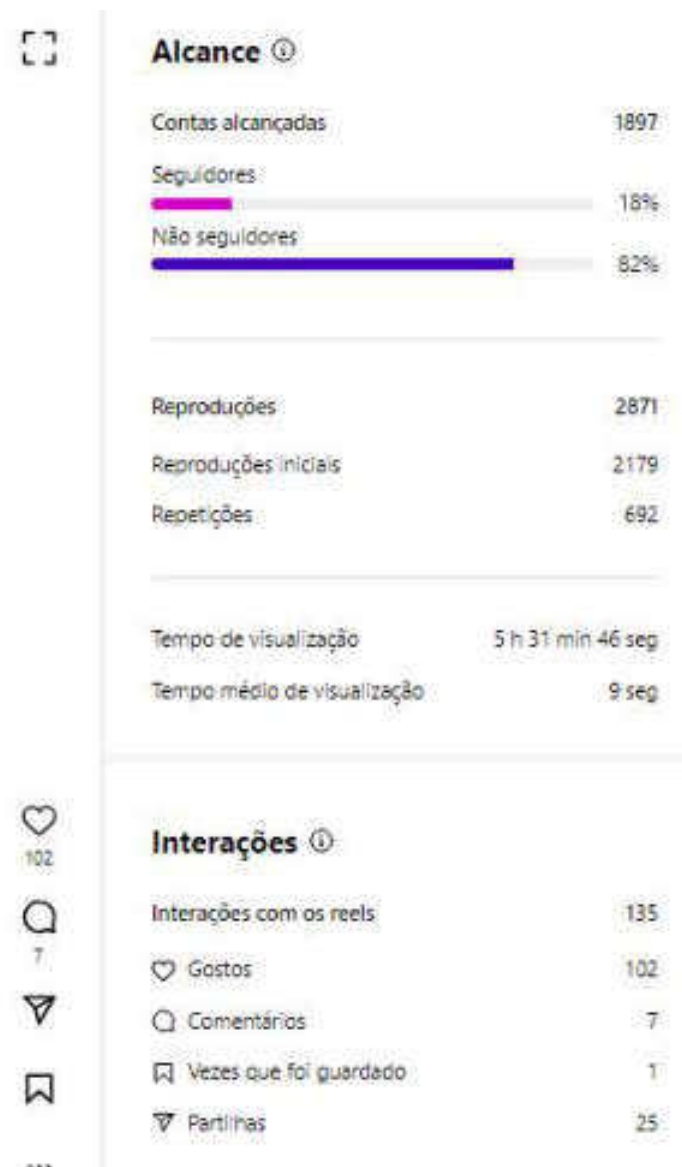 Alcance
Contas alcançadas 1897
Seguidores
18%
Não seguidores
82%
Reproduções 2871
Reproduções iniciais 2179
Repetições 692
Tempo de visualização 5 h 31 min 46 seg
Tempo médio de visualização 9 seg
102
7
Interações
Interações com os reels 135
Gostos 102
Comentários 7
Vezes que foi guardado 1
Partilhas 25